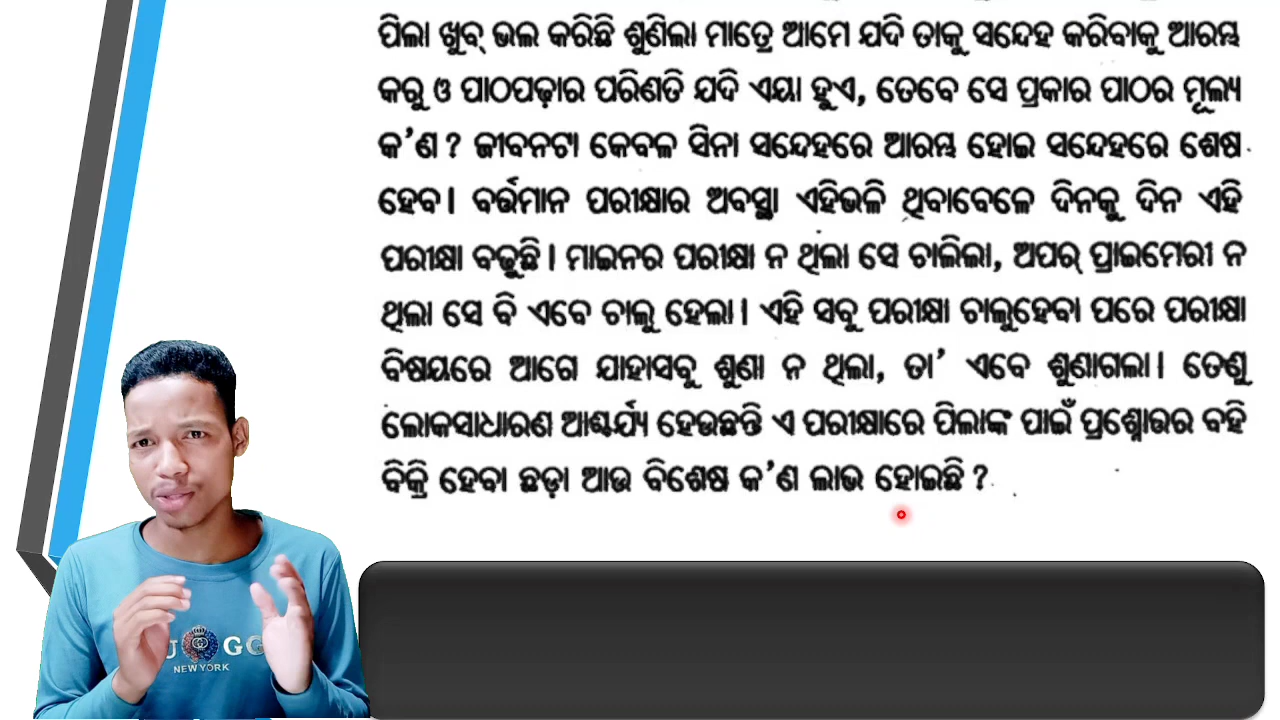 ପିଲା ଖୁବ୍ ଭଲ କରିଛି ଶୁଣିଲା ମାତ୍ରେ ଆମେ ଯଦି ତାକୁ ସନ୍ଦେହ କରିବାକୁ ଆରମ୍ଭ
କରୁ ଓ ପାଠପଢ଼ାର ପରିଣତି ଯଦି ଏୟା ହୁଏ, ତେବେ ସେ ପ୍ରକାର ପାଠର ମୂଲ୍ୟ
କ’ଣ ? ଜୀବନଟା କେବଳ ସିନା ସନ୍ଦେହରେ ଆରମ୍ଭ ହୋଇ ସନ୍ଦେହରେ ଶେଷ
ହେବ। ବର୍ତ୍ତମାନ ପରୀକ୍ଷାର ଅବସ୍ଥା ଏହିଭଳି ଥିବାବେଳେ ଦିନକୁ ଦିନ ଏହି
ପରୀକ୍ଷା ବଢୁଛି। ମାଇନର ପରୀକ୍ଷା ନ ଥିଲା ସେ ଚାଲିଲା, ଅପର୍ ପ୍ରାଇମେରୀ ନ
ଥିଲା ସେ ବି ଏବେ ଚାଲୁ ହେଲା। ଏହି ସବୁ ପରୀକ୍ଷା ଚାଲୁହେବା ପରେ ପରୀକ୍ଷା
ବିଷୟରେ ଆଗେ ଯାହାସବୁ ଶୁଣା ନ ଥିଲା, ତା’ ଏବେ ଶୁଣାଗଲା। ତେଣୁ
ଲୋକସାଧାରଣ ଆଶ୍ଚର୍ଯ୍ୟ ହେଉଛନ୍ତି ଏ ପରୀକ୍ଷାରେ ପିଲାଙ୍କ ପାଇଁ ପ୍ରଶ୍ନୋତ୍ତର ବହି
ବିକ୍ରି ହେବା ଛଡ଼ା ଆଉ ବିଶେଷ କ’ଣ ଲାଭ ହୋଇଛି ?
NEW YORK